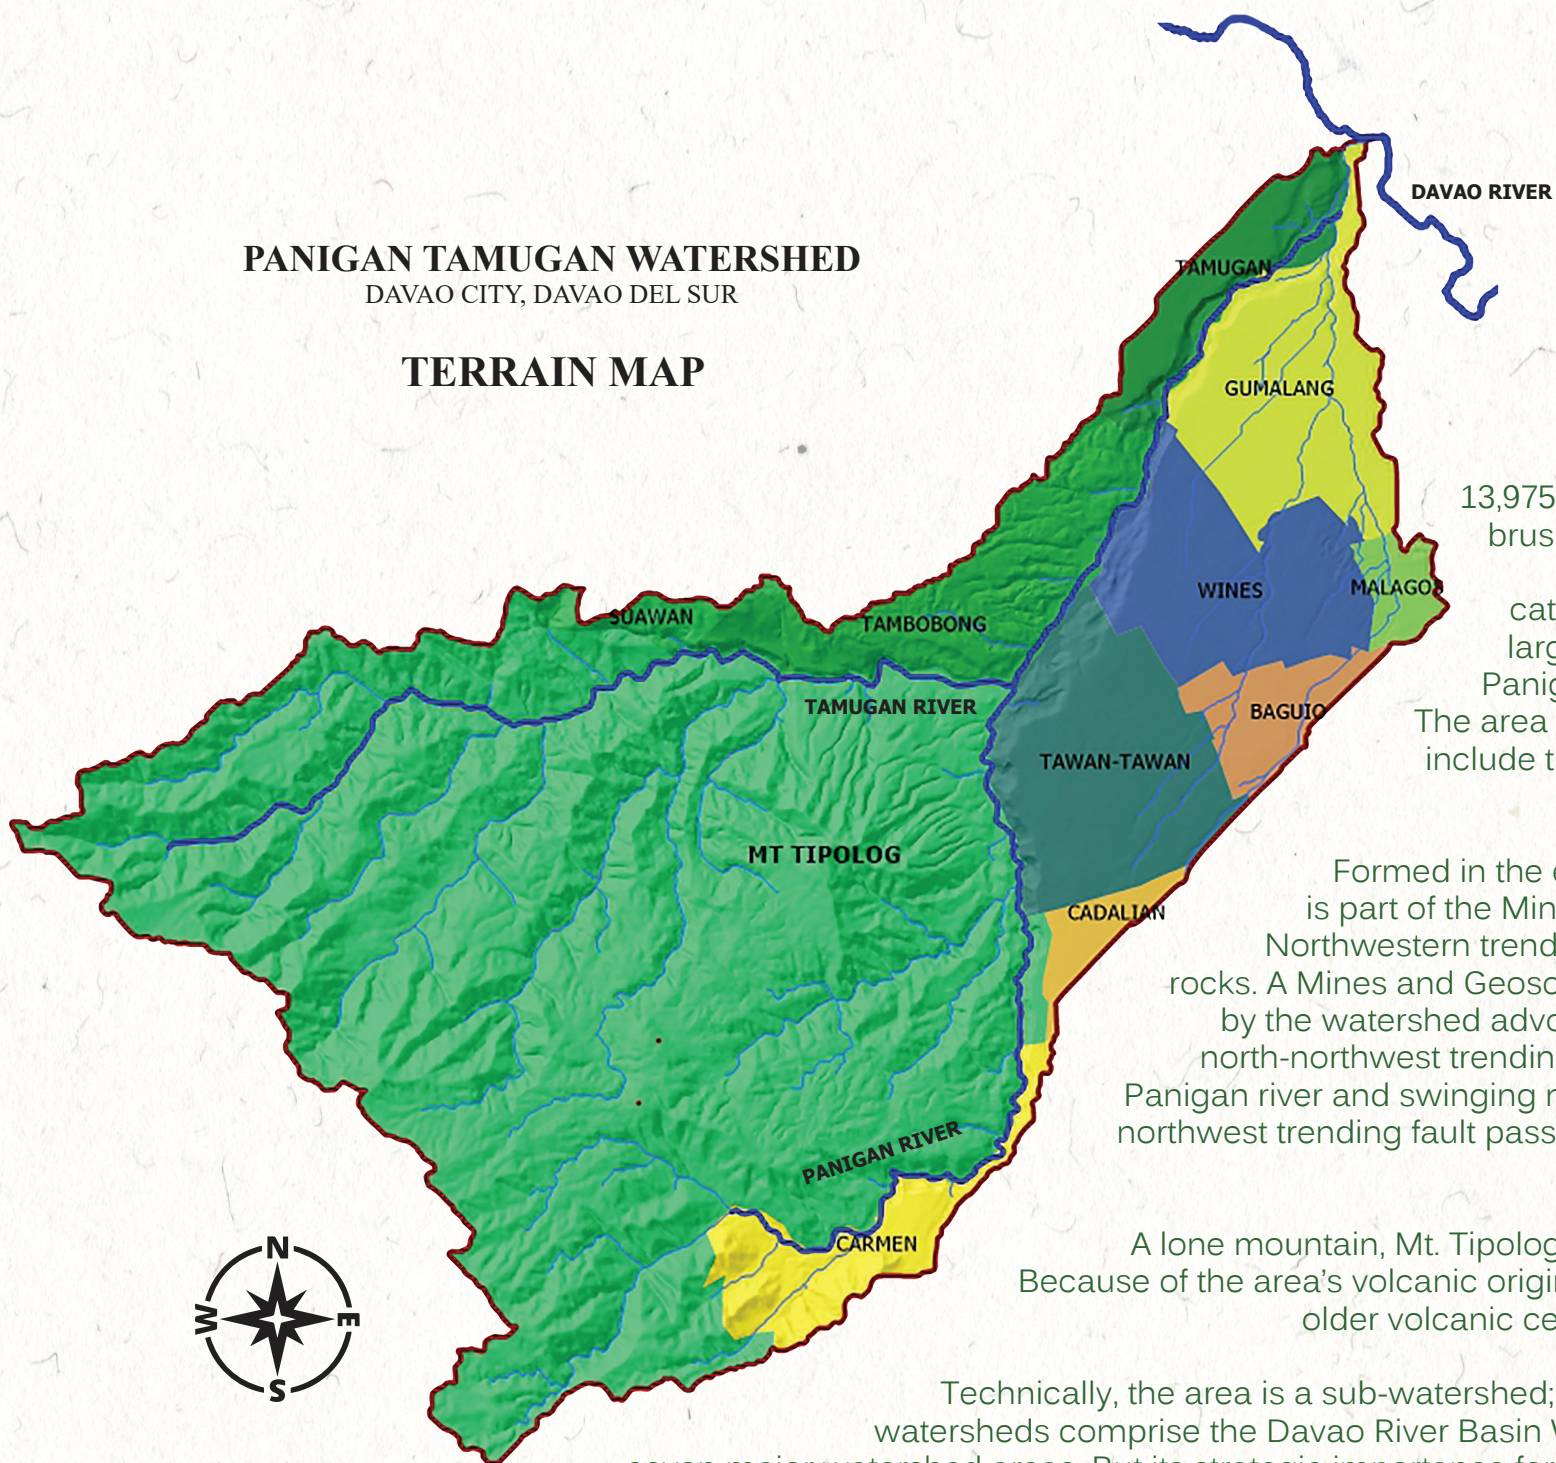 PANIGAN TAMUGAN WATERSHED
DAVAO CITY, DAVAO DEL SUR
TERRAIN MAP
DAVAO RIVER
TAMUGAN
GUMALANG
WINES
MALAGOS
SUAWAN
TAMBOBONG
TAMUGAN RIVER
BAGUIO
TAWAN-TAWAN
MT TIPOLOG
CADALIAN
PANIGAN RIVER
CARMEN
N
W
E
S
13,975
brus
cat
larg
Panig
The area
include t
Formed in the e
is part of the Min
Northwestern trend
rocks. A Mines and Geosc
by the watershed advo
north-northwest trendin
Panigan river and swinging n
northwest trending fault pass
A lone mountain, Mt. Tipolog
Because of the area's volcanic origin
older volcanic ce
Technically, the area is a sub-watershed;
watersheds comprise the Davao River Basin